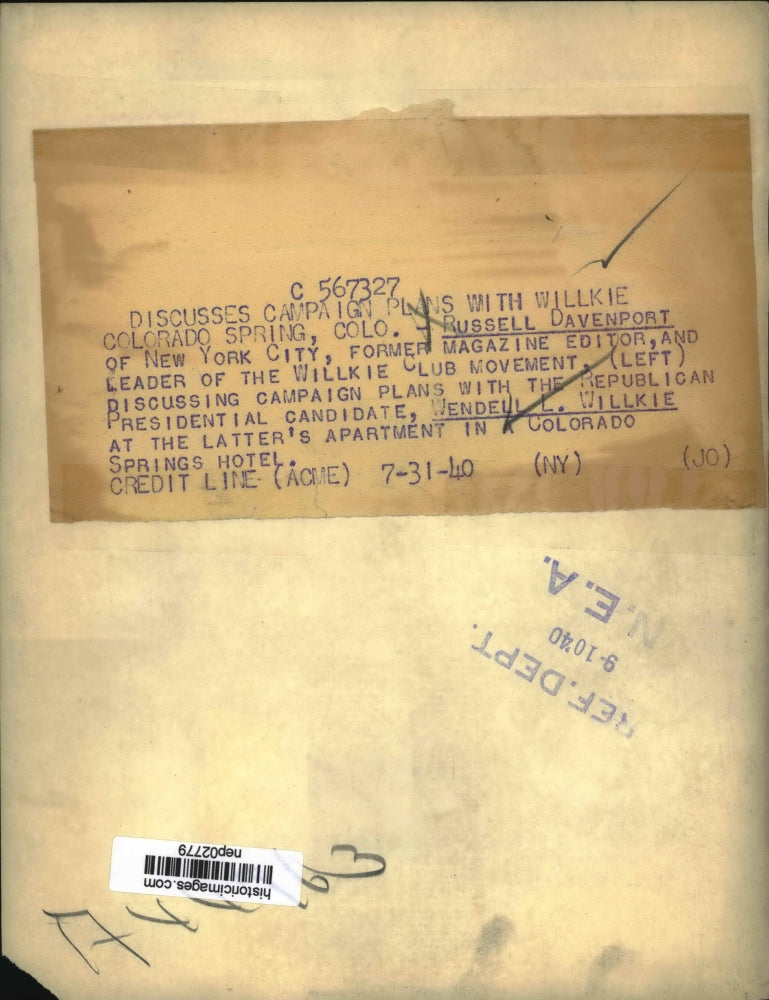 C 567327
DISCUSSES CAMPAIGN PLANS WITH WILLKIE
COLORADO SPRING, COLO. - RUSSELL DAVENPORT
OF NEW YORK CITY, FORMER MAGAZINE EDITOR, AND
LEADER OF THE WILLKIE CLUB MOVEMENT, (LEFT)
DISCUSSING CAMPAIGN PLANS WITH THE REPUBLICAN
PRESIDENTIAL CANDIDATE, WENDELL L. WILLKIE
AT THE LATTER'S APARTMENT IN A COLORADO
SPRINGS HOTEL.
CREDIT LINE (ACME) 7-31-40 (NY) (JO)
N.E.A.
9-1040
REF. DEPT.
historicimages.com
nep02779